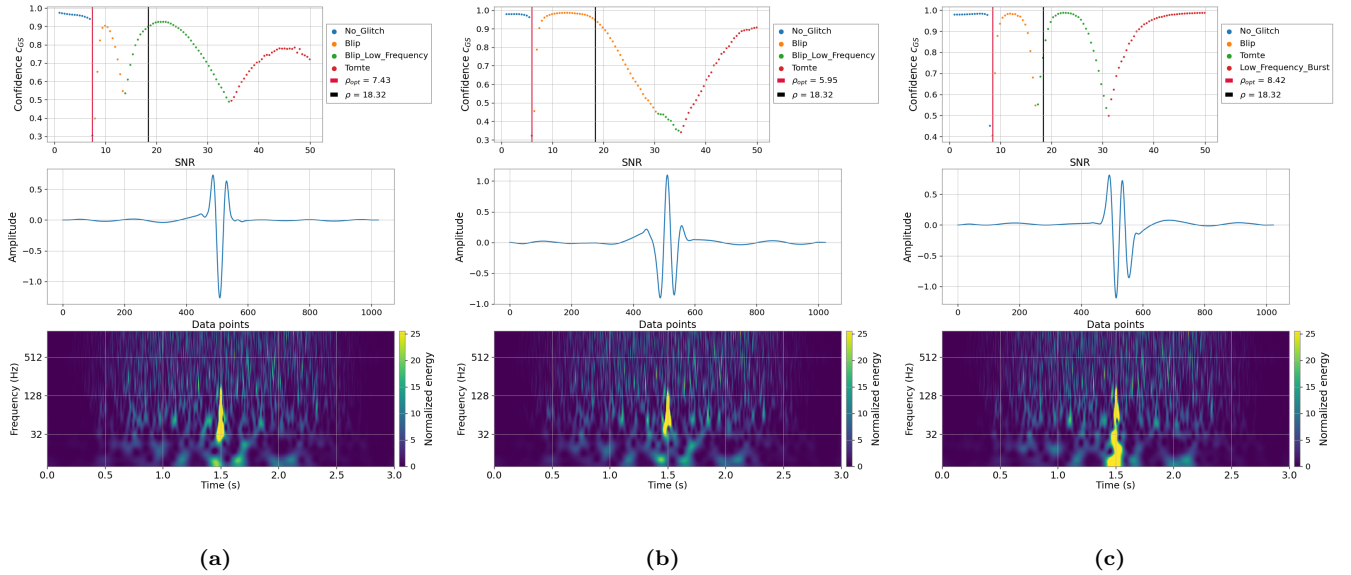 Confidence c_GS
1.0
0.9
0.8
0.7
0.6
0.5
0.4
0.3
0
10
20
30
40
50
SNR
No_Glitch
Blip
Blip_Low_Frequency
Tomte
ρ_opt = 7.43
ρ = 18.32
Amplitude
0.5
0.0
−0.5
−1.0
0
200
400
600
800
1000
Data points
Frequency (Hz)
512
128
32
0.0
0.5
1.0
1.5
2.0
2.5
3.0
Time (s)
25
20
15
10
5
0
Normalized energy
(a)
Confidence c_GS
1.0
0.9
0.8
0.7
0.6
0.5
0.4
0.3
0
10
20
30
40
50
SNR
No_Glitch
Blip
Blip_Low_Frequency
Tomte
ρ_opt = 5.95
ρ = 18.32
Amplitude
1.0
0.5
0.0
−0.5
−1.0
0
200
400
600
800
1000
Data points
Frequency (Hz)
512
128
32
0.0
0.5
1.0
1.5
2.0
2.5
3.0
Time (s)
25
20
15
10
5
0
Normalized energy
(b)
Confidence c_GS
1.0
0.9
0.8
0.7
0.6
0.5
0.4
0
10
20
30
40
50
SNR
No_Glitch
Blip
Tomte
Low_Frequency_Burst
ρ_opt = 8.42
ρ = 18.32
Amplitude
0.5
0.0
−0.5
−1.0
0
200
400
600
800
1000
Data points
Frequency (Hz)
512
128
32
0.0
0.5
1.0
1.5
2.0
2.5
3.0
Time (s)
25
20
15
10
5
0
Normalized energy
(c)